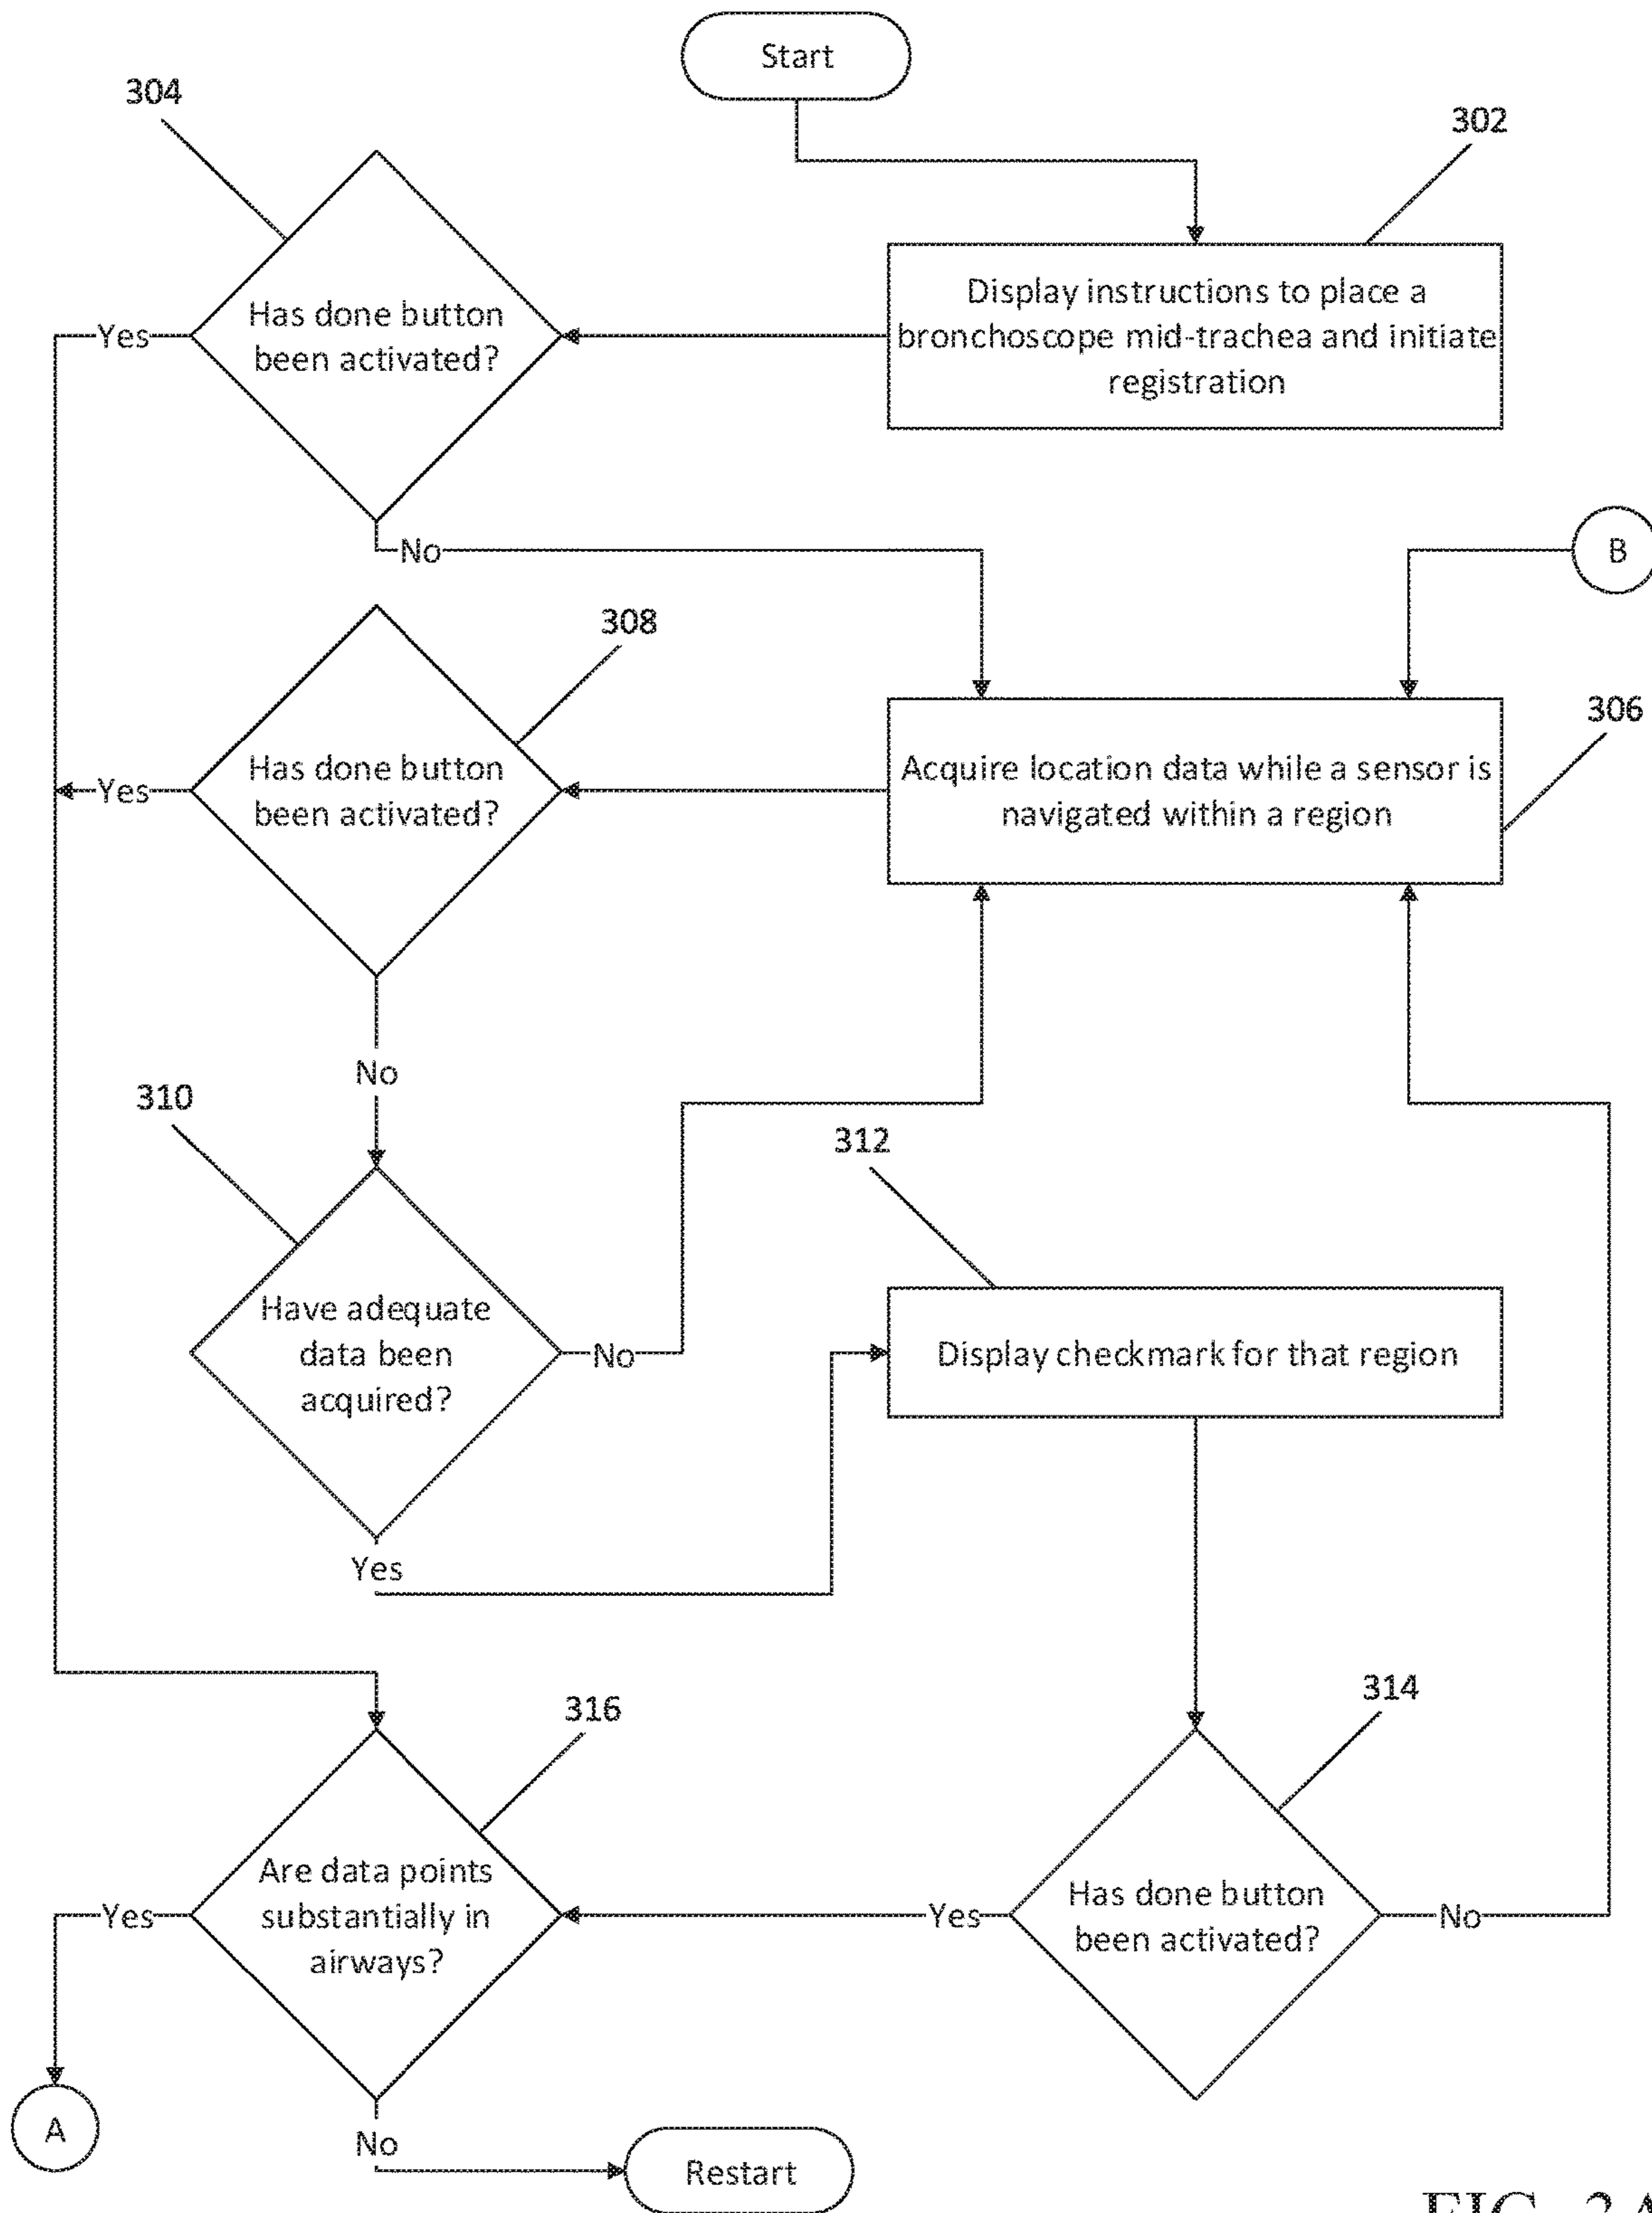 Start
304
302
Has done button
been activated?
Yes
Display instructions to place a
bronchoscope mid-trachea and initiate
registration
No
B
308
306
Has done button
been activated?
Yes
Acquire location data while a sensor is
navigated within a region
No
310
312
Have adequate
data been
acquired?
No
Display checkmark for that region
Yes
316
314
Are data points
substantially in
airways?
Yes
Yes
Has done button
been activated?
No
A
No
Restart